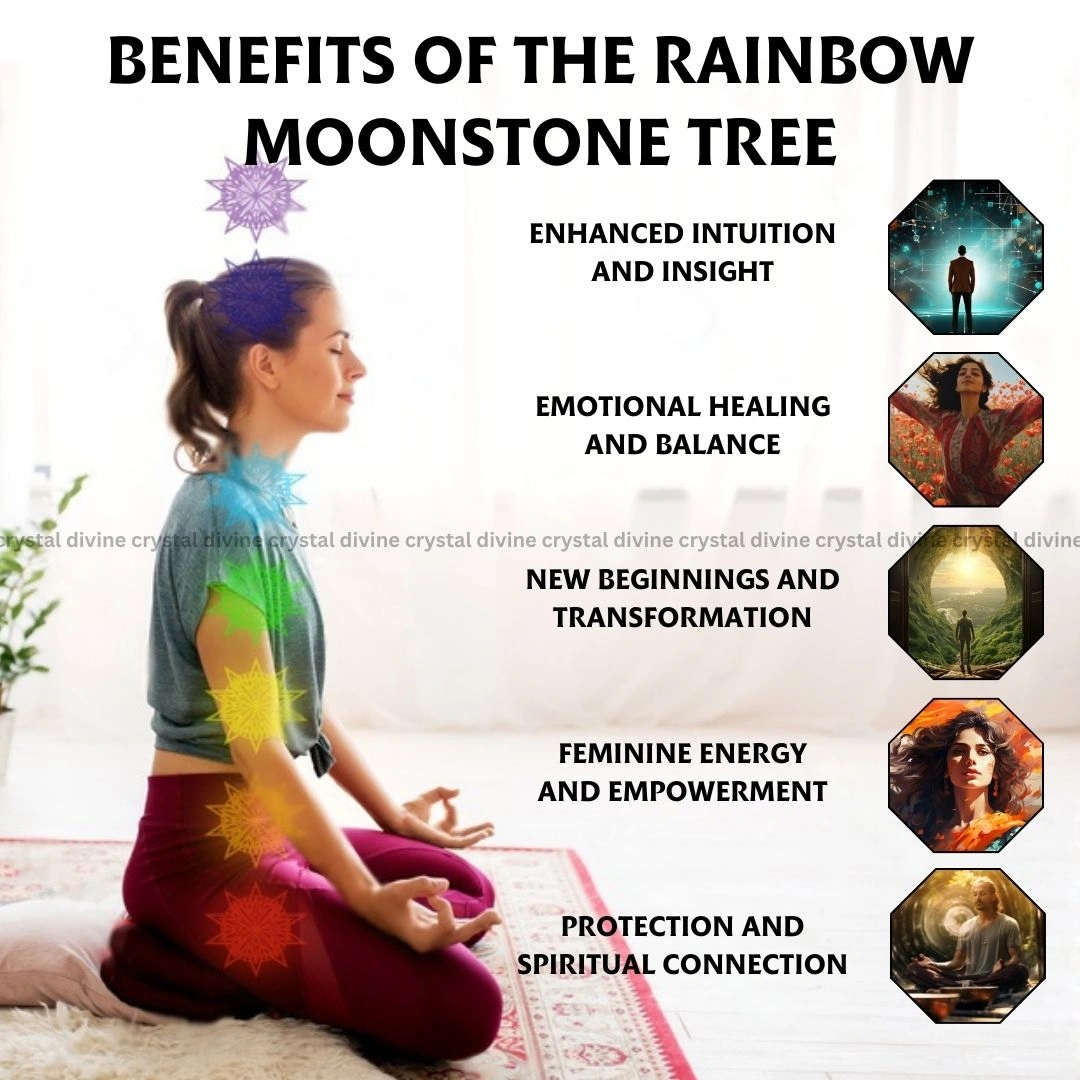 BENEFITS OF THE RAINBOW
MOONSTONE TREE
ENHANCED INTUITION
AND INSIGHT
EMOTIONAL HEALING
AND BALANCE
crystal divine crystal divine crystal divine crystal divine crystal divine crystal divine crystal divine crystal divine
NEW BEGINNINGS AND
TRANSFORMATION
FEMININE ENERGY
AND EMPOWERMENT
PROTECTION AND
SPIRITUAL CONNECTION